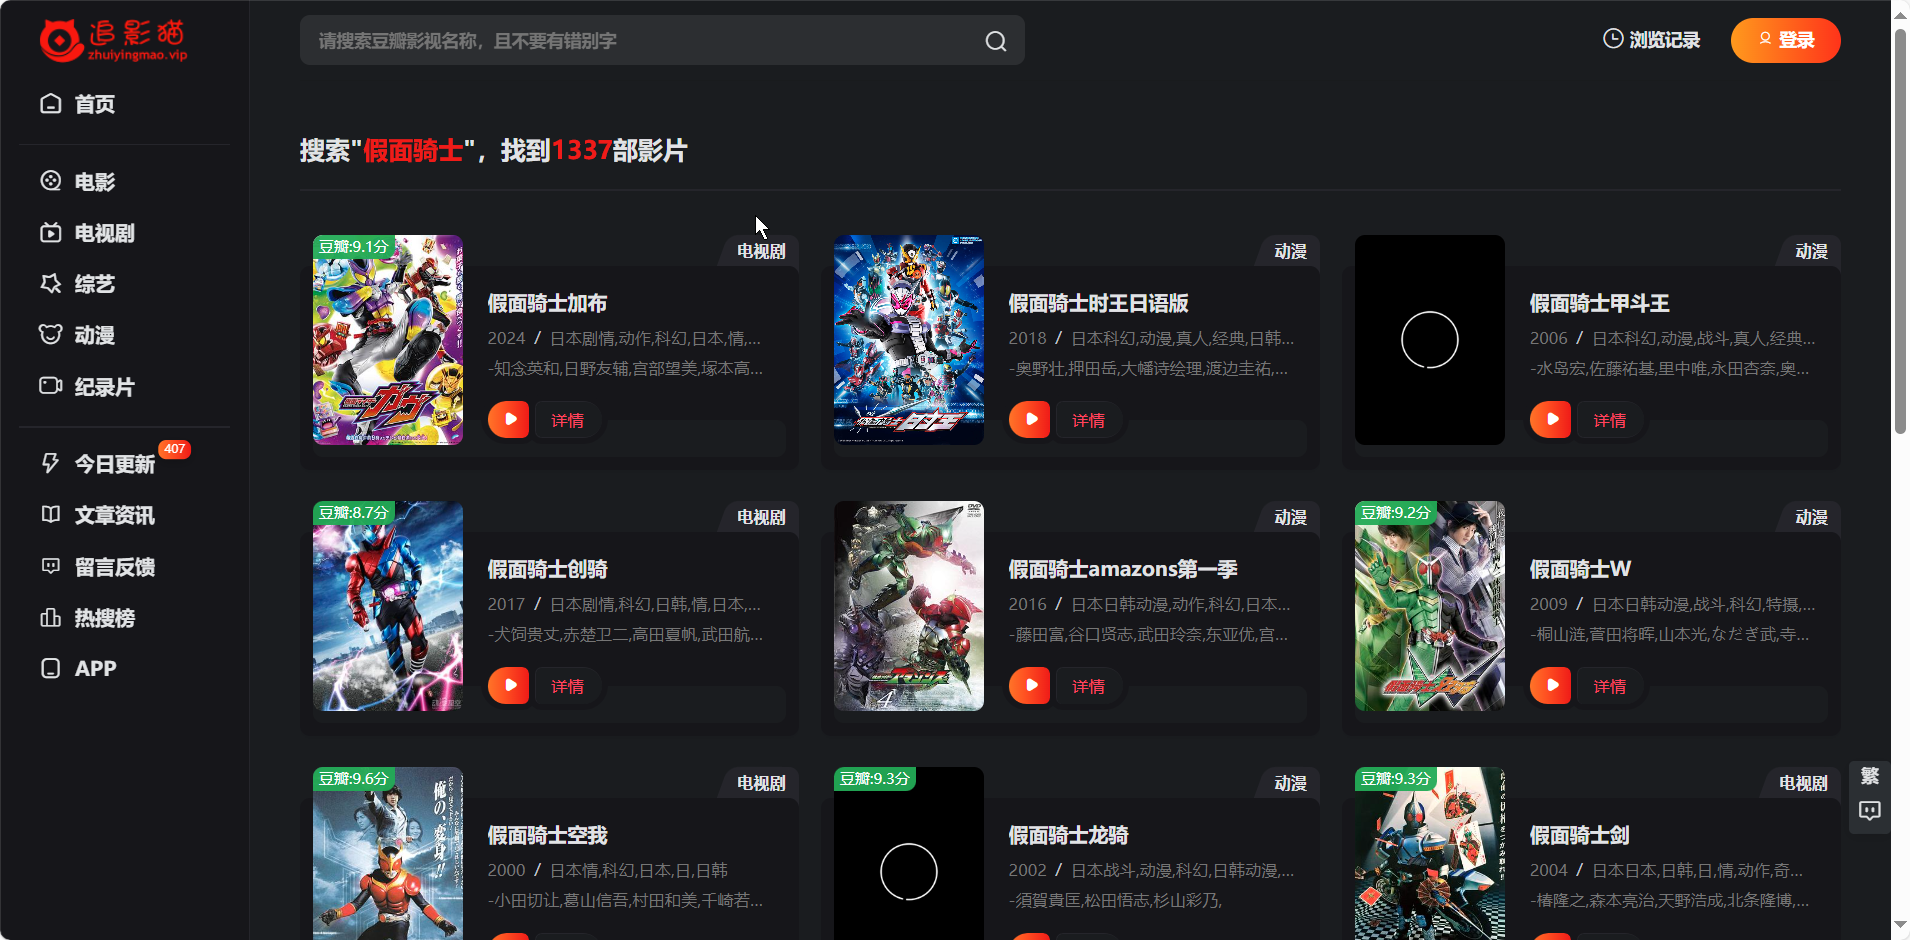 追影猫
zhuiyingmao.vip
请搜索豆瓣影视名称，且不要有错别字
浏览记录
登录
首页
电影
电视剧
综艺
动漫
纪录片
今日更新
407
文章资讯
留言反馈
热搜榜
APP
搜索"假面骑士"，找到1337部影片
豆瓣:9.1分
电视剧
假面骑士加布
2024 / 日本剧情,动作,科幻,日本,情,...
-知念英和,日野友辅,宫部望美,塚本高...
详情
动漫
假面骑士时王日语版
2018 / 日本科幻,动漫,真人,经典,日韩...
-奥野壮,押田岳,大幡诗绘理,渡边圭祐,...
详情
动漫
假面骑士甲斗王
2006 / 日本科幻,动漫,战斗,真人,经典...
-水岛宏,佐藤祐基,里中唯,永田杏奈,奥...
详情
豆瓣:8.7分
电视剧
假面骑士创骑
2017 / 日本剧情,科幻,日韩,情,日本,...
-犬饲贵丈,赤楚卫二,高田夏帆,武田航...
详情
动漫
假面骑士amazons第一季
2016 / 日本日韩动漫,动作,科幻,日本...
-藤田富,谷口贤志,武田玲奈,东亚优,宫...
详情
豆瓣:9.2分
动漫
假面骑士W
2009 / 日本日韩动漫,战斗,科幻,特摄,...
-桐山涟,菅田将晖,山本光,なだぎ武,寺...
详情
豆瓣:9.6分
电视剧
俺の、変身!!
假面骑士空我
2000 / 日本情,科幻,日本,日,日韩
-小田切让,葛山信吾,村田和美,千崎若...
豆瓣:9.3分
动漫
假面骑士龙骑
2002 / 日本战斗,动漫,科幻,日韩动漫,...
-須賀貴匡,松田悟志,杉山彩乃,
豆瓣:9.3分
电视剧
假面骑士剑
2004 / 日本日本,日韩,日,情,动作,奇...
-椿隆之,森本亮治,天野浩成,北条隆博,...
繁